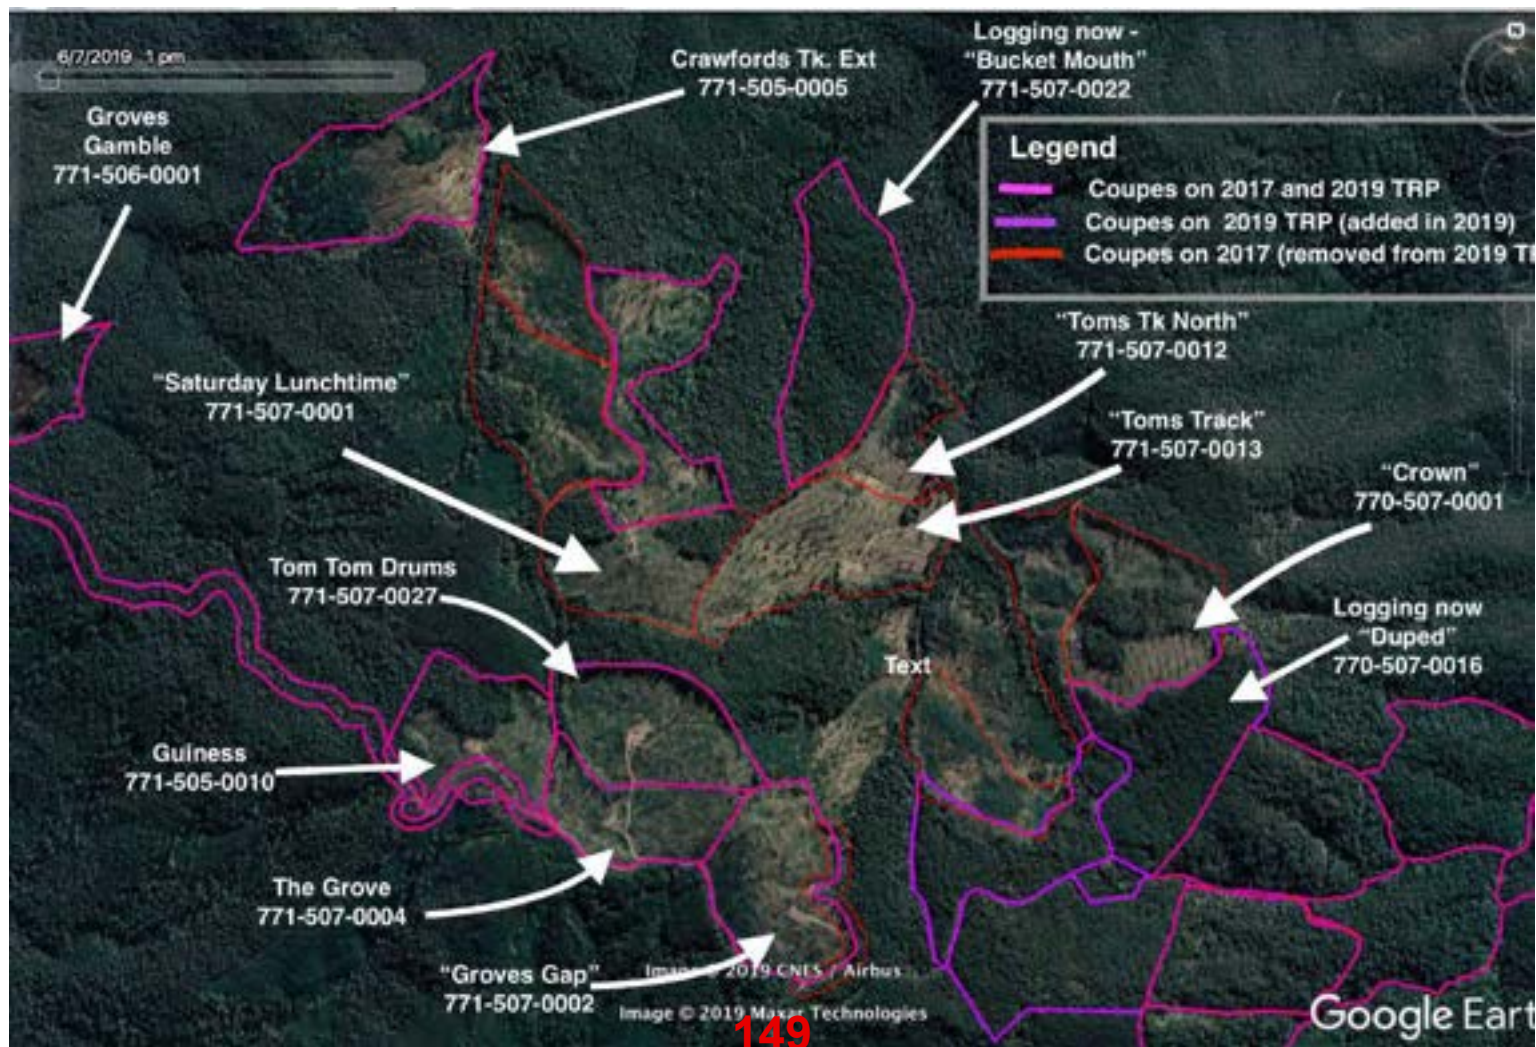 6/7/2019 1 pm
Crawfords Tk. Ext
771-505-0005
Logging now -
“Bucket Mouth”
771-507-0022
Groves
Gamble
771-506-0001
Legend
Coupes on 2017 and 2019 TRP
Coupes on 2019 TRP (added in 2019)
Coupes on 2017 (removed from 2019
“Toms Tk North”
771-507-0012
“Saturday Lunchtime”
771-507-0001
“Toms Track”
771-507-0013
“Crown”
770-507-0001
Tom Tom Drums
771-507-0027
Logging now
“Duped”
770-507-0016
Text
Guiness
771-505-0010
The Grove
771-507-0004
“Groves Gap”
771-507-0002
Image © 2019 CNES / Airbus
Image © 2019 Maxar Technologies
Google Eart
149